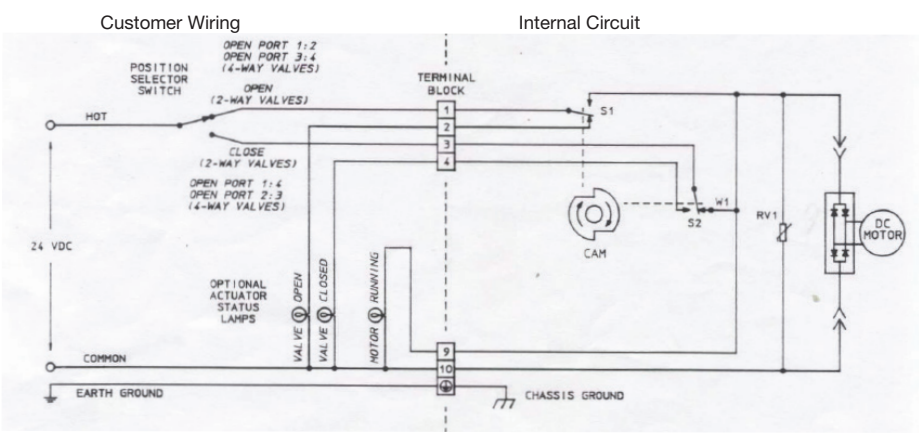 Customer Wiring
Internal Circuit
OPEN PORT 1:2
OPEN PORT 3:4
(4-WAY VALVES)
POSITION
SELECTOR
SWITCH
OPEN
(2-WAY VALVES)
TERMINAL
BLOCK
HOT
1
2
3
4
S1
CLOSE
(2-WAY VALVES)
OPEN PORT 1:4
OPEN PORT 2:3
(4-WAY VALVES)
W1
S2
CAM
RV1
DC
MOTOR
24 VDC
OPTIONAL
ACTUATOR
STATUS
LAMPS
VALVE OPEN
VALVE CLOSED
MOTOR RUNNING
COMMON
9
10
EARTH GROUND
CHASSIS GROUND